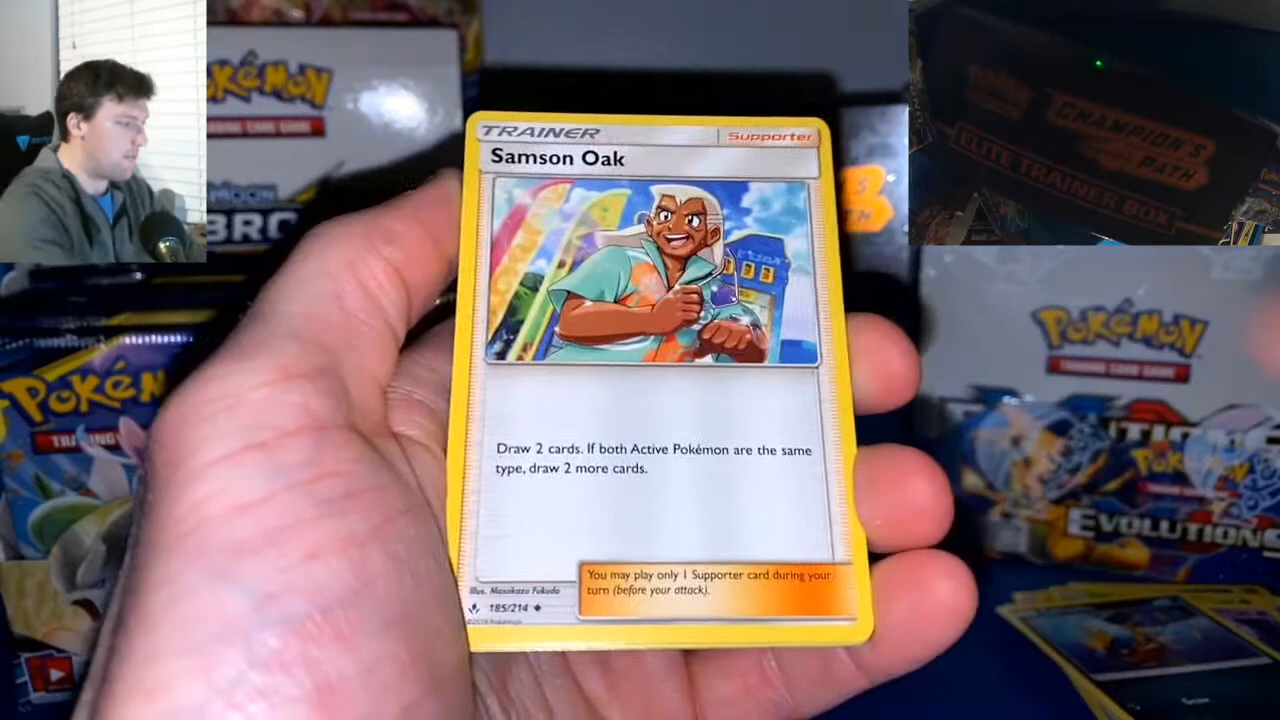 TRAINER
Supporter
Samson Oak
Draw 2 cards. If both Active Pokémon are the same
type, draw 2 more cards.
You may play only 1 Supporter card during your
turn (before your attack).
Illus. Masakazu Fukuda
185/214
©2019 Pokémon
POKÉMON
TRADING CARD GAME
MOON
CHAMPION'S
PATH
ELITE TRAINER BOX
POKÉMON
TRADING CARD GAME
EVOLUTIONS